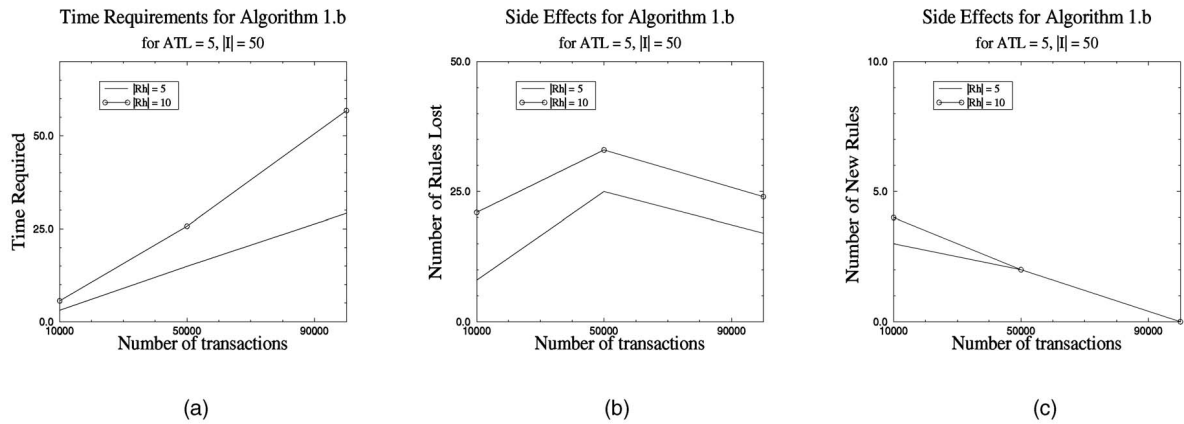 Time Requirements for Algorithm 1.b
for ATL = 5, |I| = 50
|Rh| = 5
|Rh| = 10
Time Required
50.0
25.0
0.0
10000 50000 90000
Number of transactions
(a)
Side Effects for Algorithm 1.b
for ATL = 5, |I| = 50
|Rh| = 5
|Rh| = 10
Number of Rules Lost
50.0
25.0
0.0
10000 50000 90000
Number of transactions
(b)
Side Effects for Algorithm 1.b
for ATL = 5, |I| = 50
|Rh| = 5
|Rh| = 10
Number of New Rules
10.0
5.0
0.0
10000 50000 90000
Number of transactions
(c)